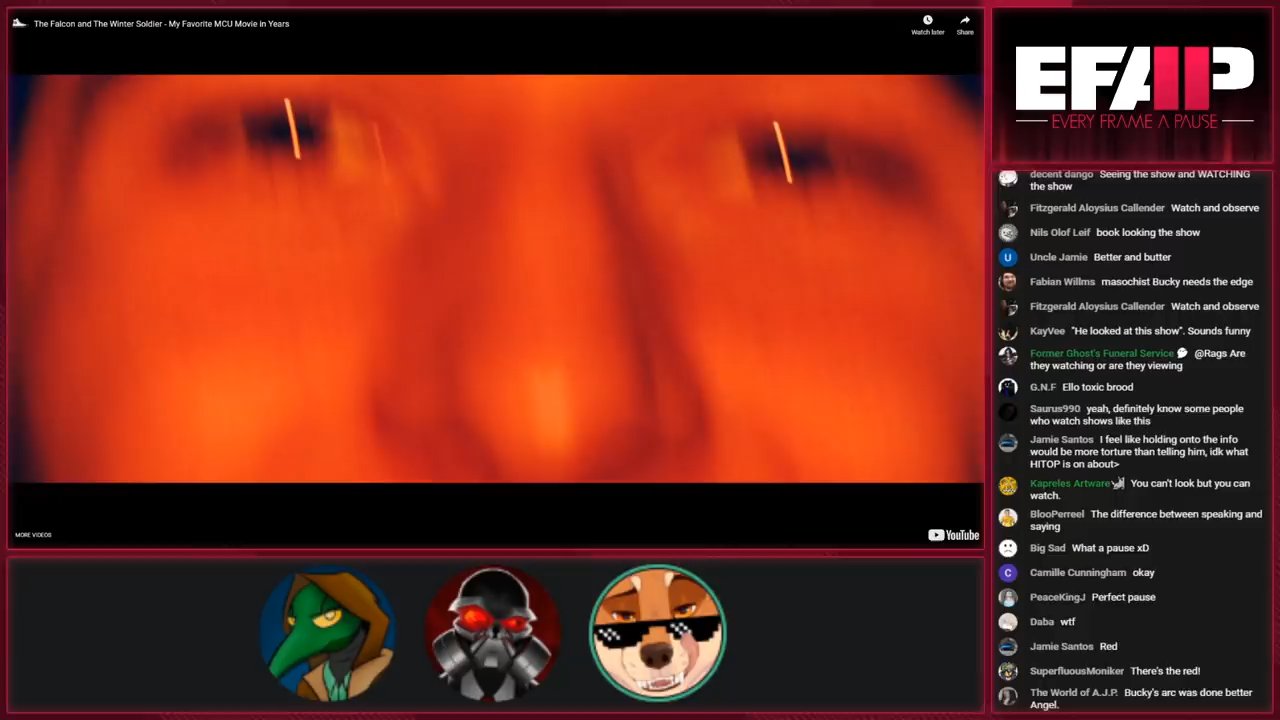 The Falcon and The Winter Soldier - My Favorite MCU Movie in Years
Watch later
Share
MORE VIDEOS
YouTube
EFAP
EVERY FRAME A PAUSE
decent dango Seeing the show and WATCHING
the show
Fitzgerald Aloysius Callender Watch and observe
Nils Olof Leif book looking the show
U
Uncle Jamie Better and butter
Fabian Willms masochist Bucky needs the edge
Fitzgerald Aloysius Callender Watch and observe
KayVee "He looked at this show". Sounds funny
Former Ghost's Funeral Service @Rags Are
they watching or are they viewing
G.N.F Ello toxic brood
Saurus990 yeah, definitely know some people
who watch shows like this
Jamie Santos I feel like holding onto the info
would be more torture than telling him, idk what
HITOP is on about>
Kapreles Artware You can't look but you can
watch.
BlooPerreel The difference between speaking and
saying
Big Sad What a pause xD
C
Camille Cunningham okay
PeaceKingJ Perfect pause
Daba wtf
Jamie Santos Red
SuperfluousMoniker There's the red!
The World of A.J.P. Bucky's arc was done better
Angel.